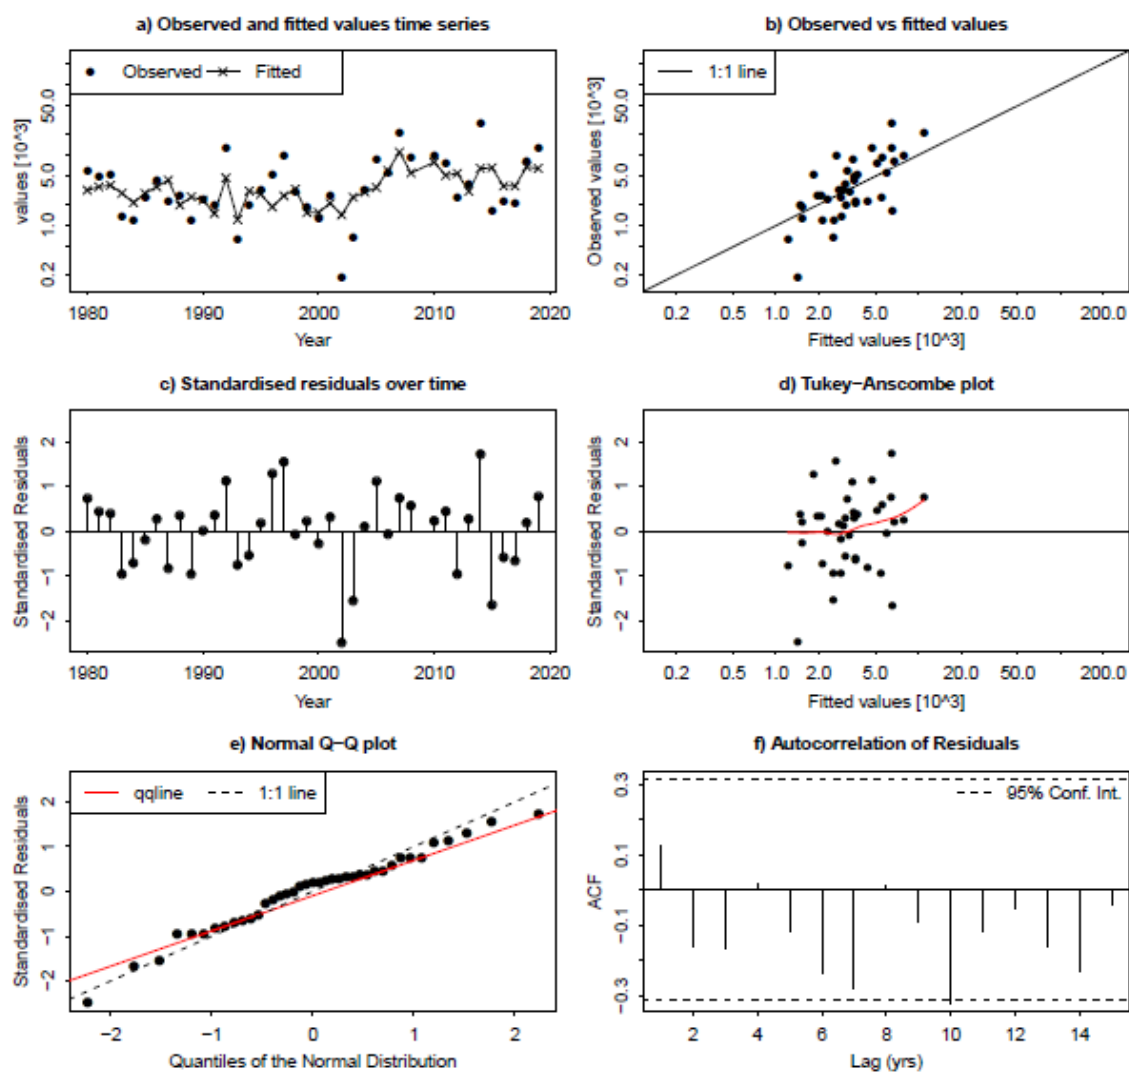 a) Observed and fitted values time series
Observed
Fitted
values [10^3]
50.0
5.0
1.0
0.2
1980
1990
2000
2010
2020
Year
b) Observed vs fitted values
1:1 line
Observed values [10^3]
50.0
5.0
1.0
0.2
0.2
0.5
1.0
2.0
5.0
20.0
50.0
200.0
Fitted values [10^3]
c) Standardised residuals over time
Standardised Residuals
2
1
0
−1
−2
1980
1990
2000
2010
2020
Year
d) Tukey−Anscombe plot
Standardised Residuals
2
1
0
−1
−2
0.2
0.5
1.0
2.0
5.0
20.0
50.0
200.0
Fitted values [10^3]
e) Normal Q−Q plot
qqline
1:1 line
Standardised Residuals
2
1
0
−1
−2
−2
−1
0
1
2
Quantiles of the Normal Distribution
f) Autocorrelation of Residuals
95% Conf. Int.
ACF
0.3
0.1
−0.1
−0.3
2
4
6
8
10
12
14
Lag (yrs)